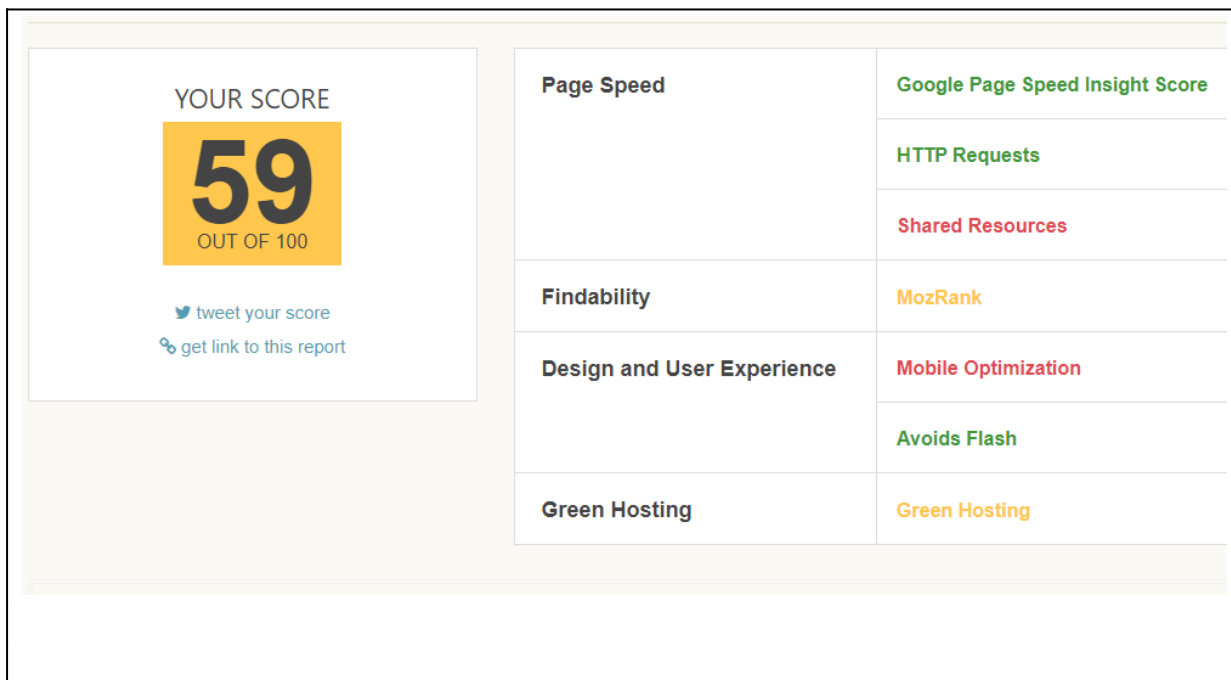 YOUR SCORE
59
OUT OF 100
tweet your score
get link to this report
Page Speed
Google Page Speed Insight Score
HTTP Requests
Shared Resources
Findability
MozRank
Design and User Experience
Mobile Optimization
Avoids Flash
Green Hosting
Green Hosting